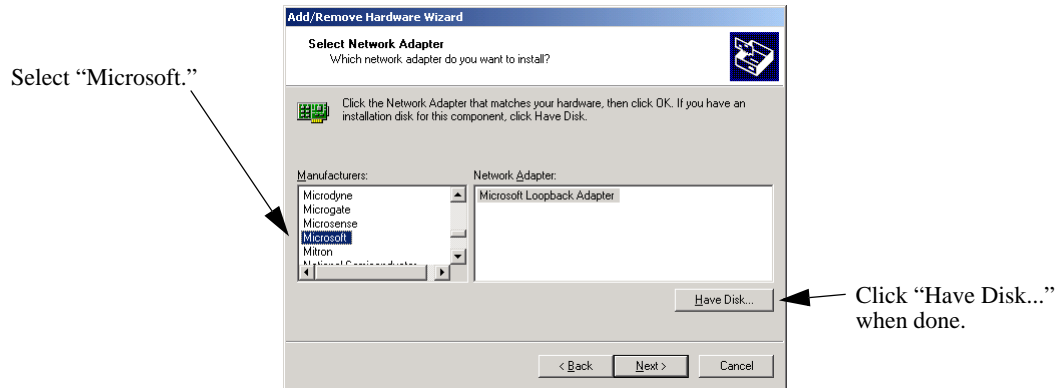 Add/Remove Hardware Wizard
Select Network Adapter
Which network adapter do you want to install?
Select “Microsoft.”
Click the Network Adapter that matches your hardware, then click OK. If you have an
installation disk for this component, click Have Disk.
Manufacturers:
Network Adapter:
Microdyne
Microgate
Microsense
Microsoft
Mitron
Microsoft Loopback Adapter
Have Disk...
Click “Have Disk...”
when done.
< Back
Next >
Cancel